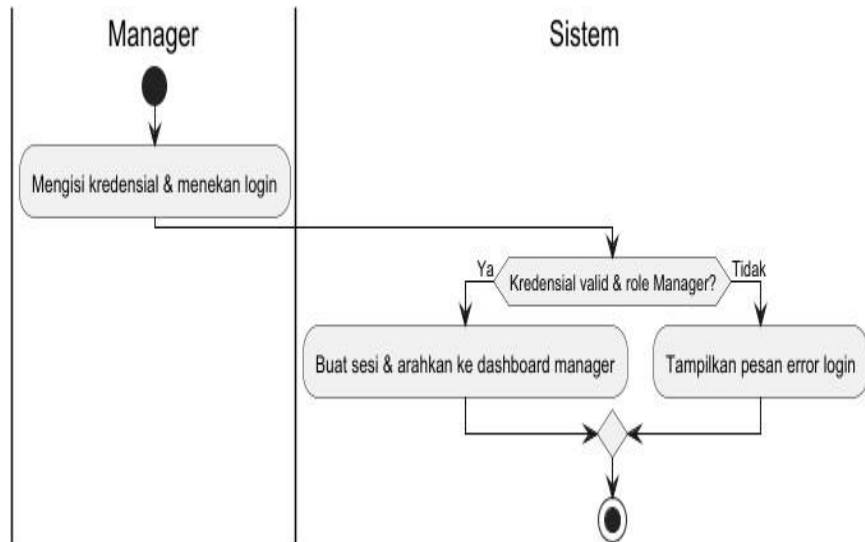 Manager
Sistem
Mengisi kredensial & menekan login
Ya
Kredensial valid & role Manager?
Tidak
Buat sesi & arahkan ke dashboard manager
Tampilkan pesan error login